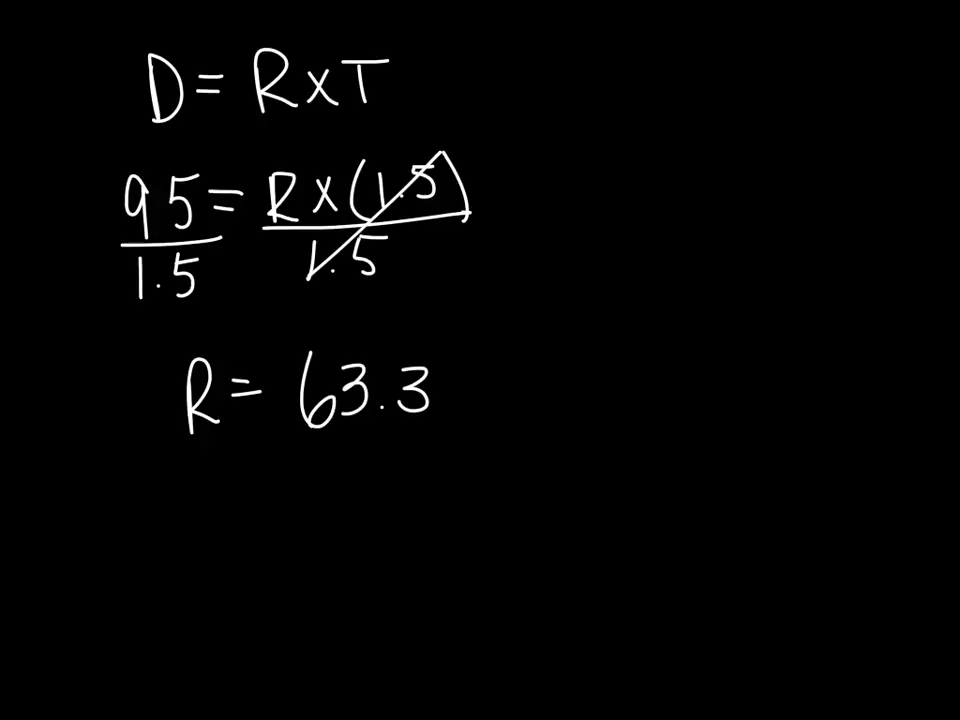 D = R x T
95 = R x (1.5)
1.5 1.5
R = 63.3